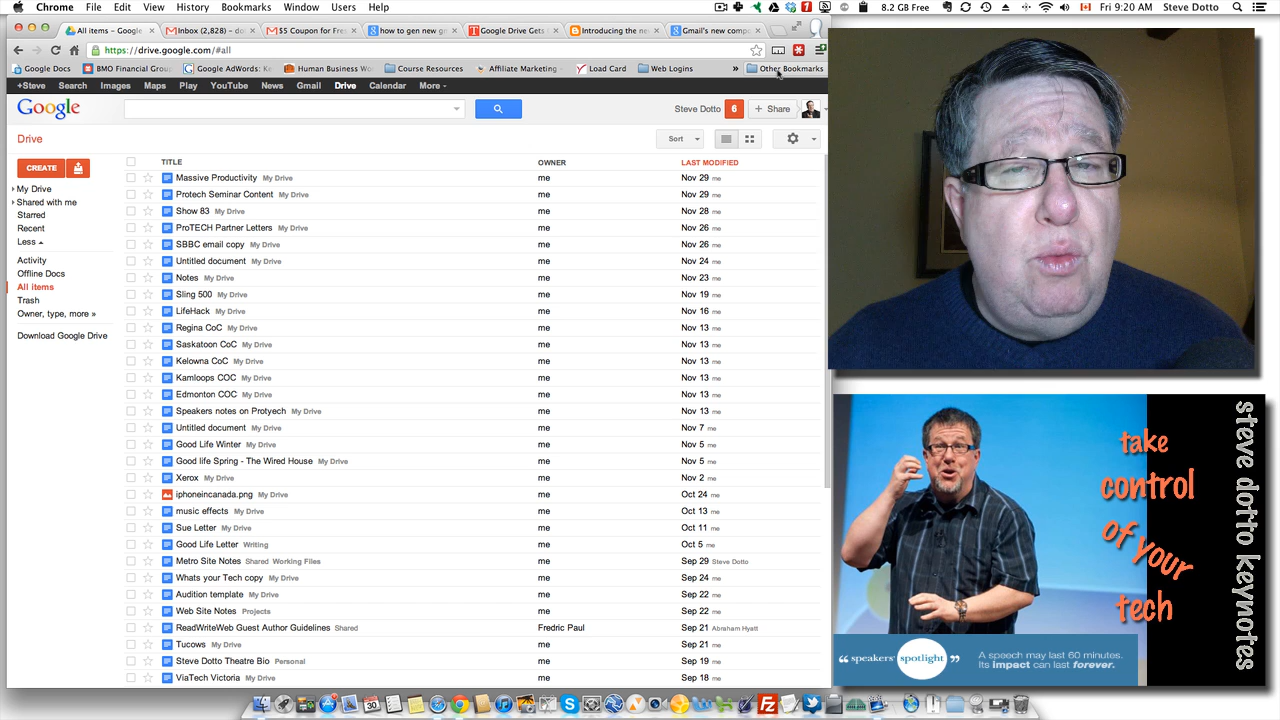 Chrome File Edit View History Bookmarks Window Users Help 8.2 GB Free Fri 9:20 AM Steve Dotto
All items - Google Drive Inbox (2,828) - do $5 Coupon for Free how to gen new gm Google Drive Gets Introducing the new Gmail's new compo
https://drive.google.com/#all
Google Docs BMO Financial Group Google AdWords: Ke Human Business Wo Course Resources Affiliate Marketing - Load Card Web Logins » Other Bookmarks
+Steve Search Images Maps Play YouTube News Gmail Drive Calendar More
Google
Steve Dotto 6 + Share
Drive
Sort
CREATE
My Drive
Shared with me
Starred
Recent
Less
Activity
Offline Docs
All items
Trash
Owner, type, more »
Download Google Drive
TITLE OWNER LAST MODIFIED
Massive Productivity My Drive me Nov 29 me
Protech Seminar Content My Drive me Nov 29 me
Show 83 My Drive me Nov 28 me
ProTECH Partner Letters My Drive me Nov 26 me
SBBC email copy My Drive me Nov 26 me
Untitled document My Drive me Nov 24 me
Notes My Drive me Nov 23 me
Sling 500 My Drive me Nov 19 me
LifeHack My Drive me Nov 16 me
Regina CoC My Drive me Nov 13 me
Saskatoon CoC My Drive me Nov 13 me
Kelowna CoC My Drive me Nov 13 me
Kamloops COC My Drive me Nov 13 me
Edmonton COC My Drive me Nov 13 me
Speakers notes on Protyech My Drive me Nov 13 me
Untitled document My Drive me Nov 7 me
Good Life Winter My Drive me Nov 5 me
Good life Spring - The Wired House My Drive me Nov 5 me
Xerox My Drive me Nov 2 me
iphoneincanada.png My Drive me Oct 24 me
music effects My Drive me Oct 13 me
Sue Letter My Drive me Oct 11 me
Good Life Letter Writing me Oct 5 me
Metro Site Notes Shared Working Files me Sep 29 Steve Dotto
Whats your Tech copy My Drive me Sep 24 me
Audition template My Drive me Sep 22 me
Web Site Notes Projects me Sep 22 me
ReadWriteWeb Guest Author Guidelines Shared Fredric Paul Sep 21 Abraham Hyatt
Tucows My Drive me Sep 21 me
Steve Dotto Theatre Bio Personal me Sep 19 me
ViaTech Victoria My Drive me Sep 18 me
take
control
of your
tech
steve dotto keynotes
“ speakers' spotlight ”
A speech may last 60 minutes.
Its impact can last forever.